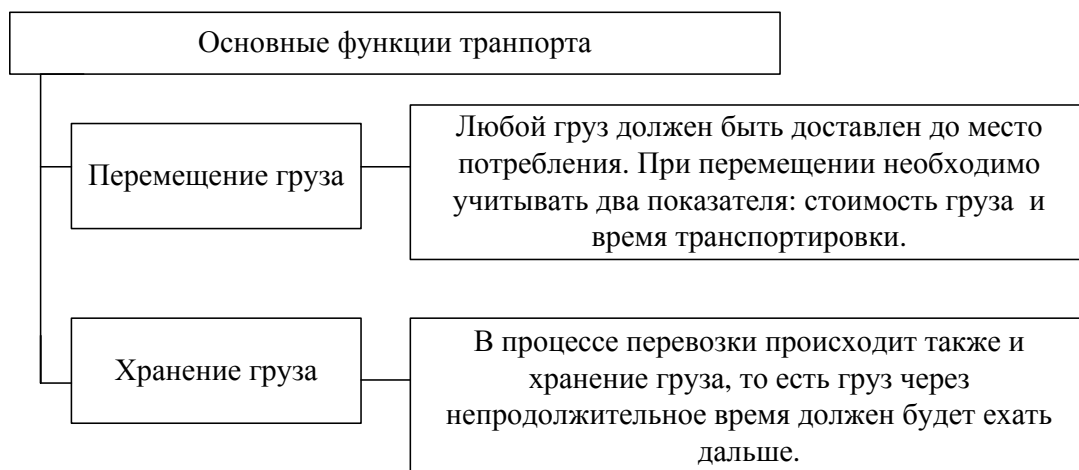 Основные функции транпорта
Перемещение груза
Любой груз должен быть доставлен до место
потребления. При перемещении необходимо
учитывать два показателя: стоимость груза и
время транспортировки.
Хранение груза
В процессе перевозки происходит также и
хранение груза, то есть груз через
непродолжительное время должен будет ехать
дальше.